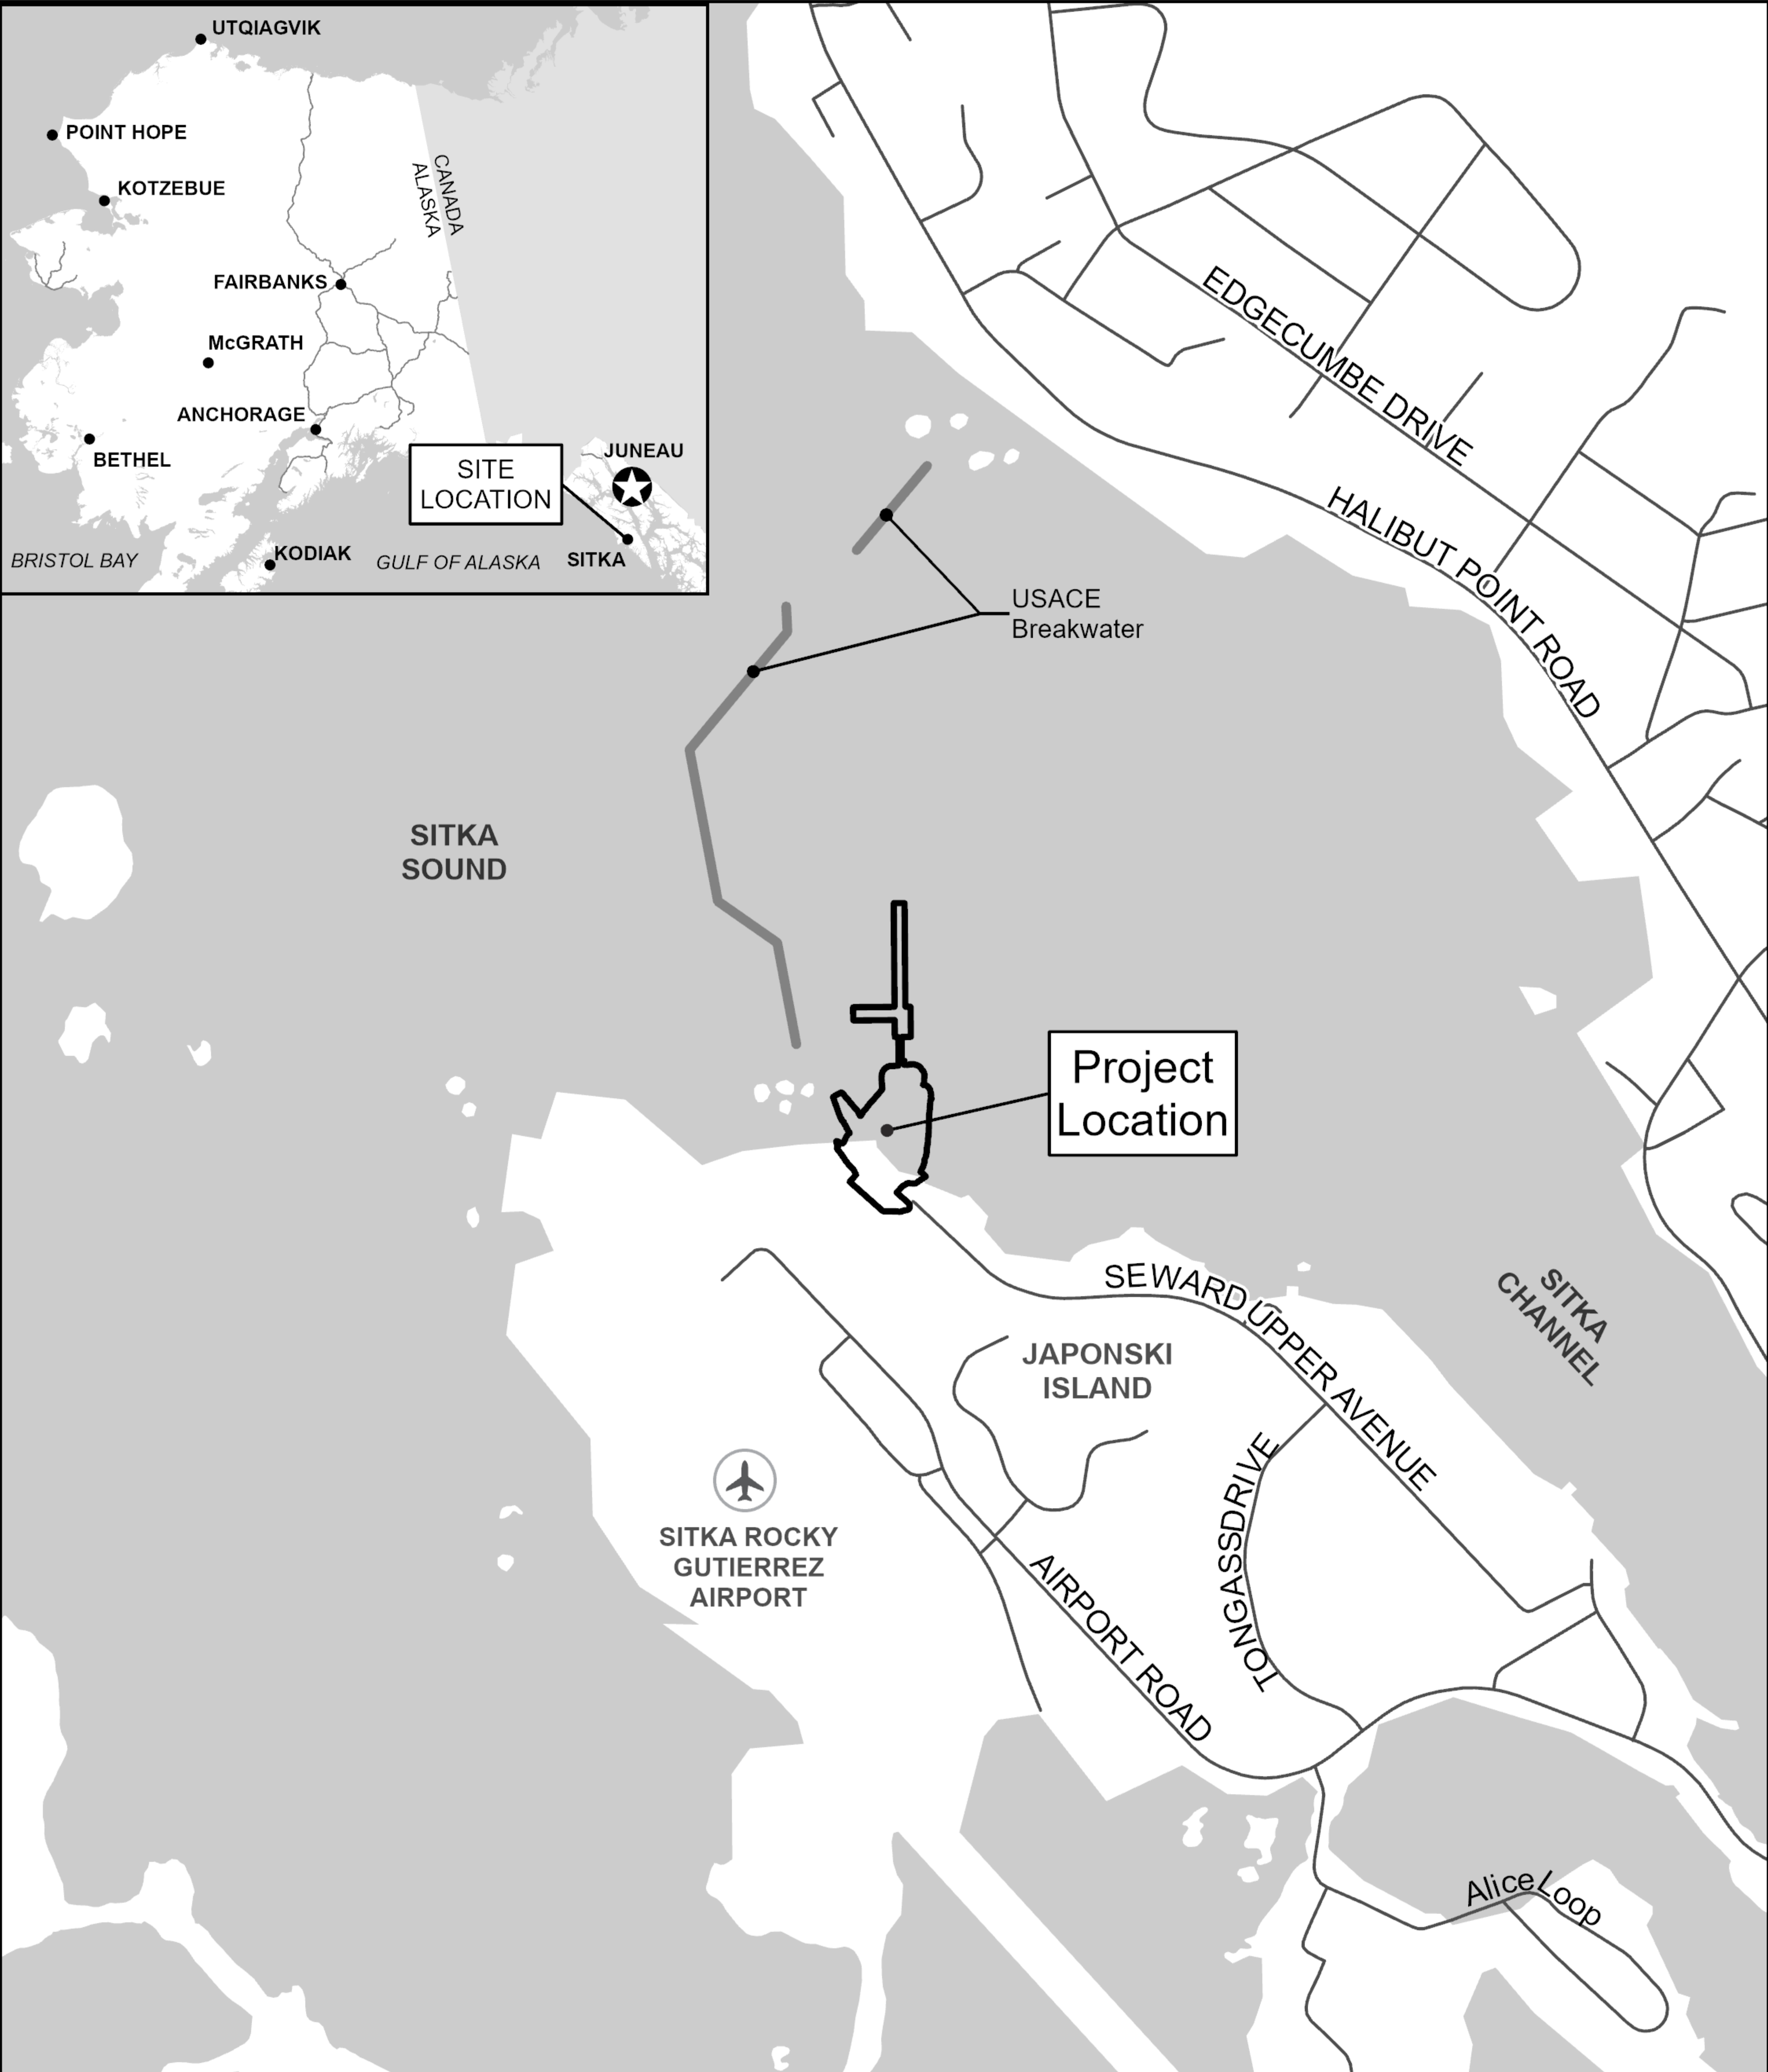 UTQIAGVIK
POINT HOPE
KOTZEBUE
CANADA
ALASKA
FAIRBANKS
McGRATH
ANCHORAGE
BETHEL
SITE
LOCATION
JUNEAU
BRISTOL BAY
KODIAK
GULF OF ALASKA
SITKA
EDGECUMBE DRIVE
HALIBUT POINT ROAD
USACE
Breakwater
SITKA
SOUND
Project
Location
SEWARD UPPER AVENUE
SITKA
CHANNEL
JAPONSKI
ISLAND
TONGASS DRIVE
SITKA ROCKY
GUTIERREZ
AIRPORT
AIRPORT ROAD
Alice Loop